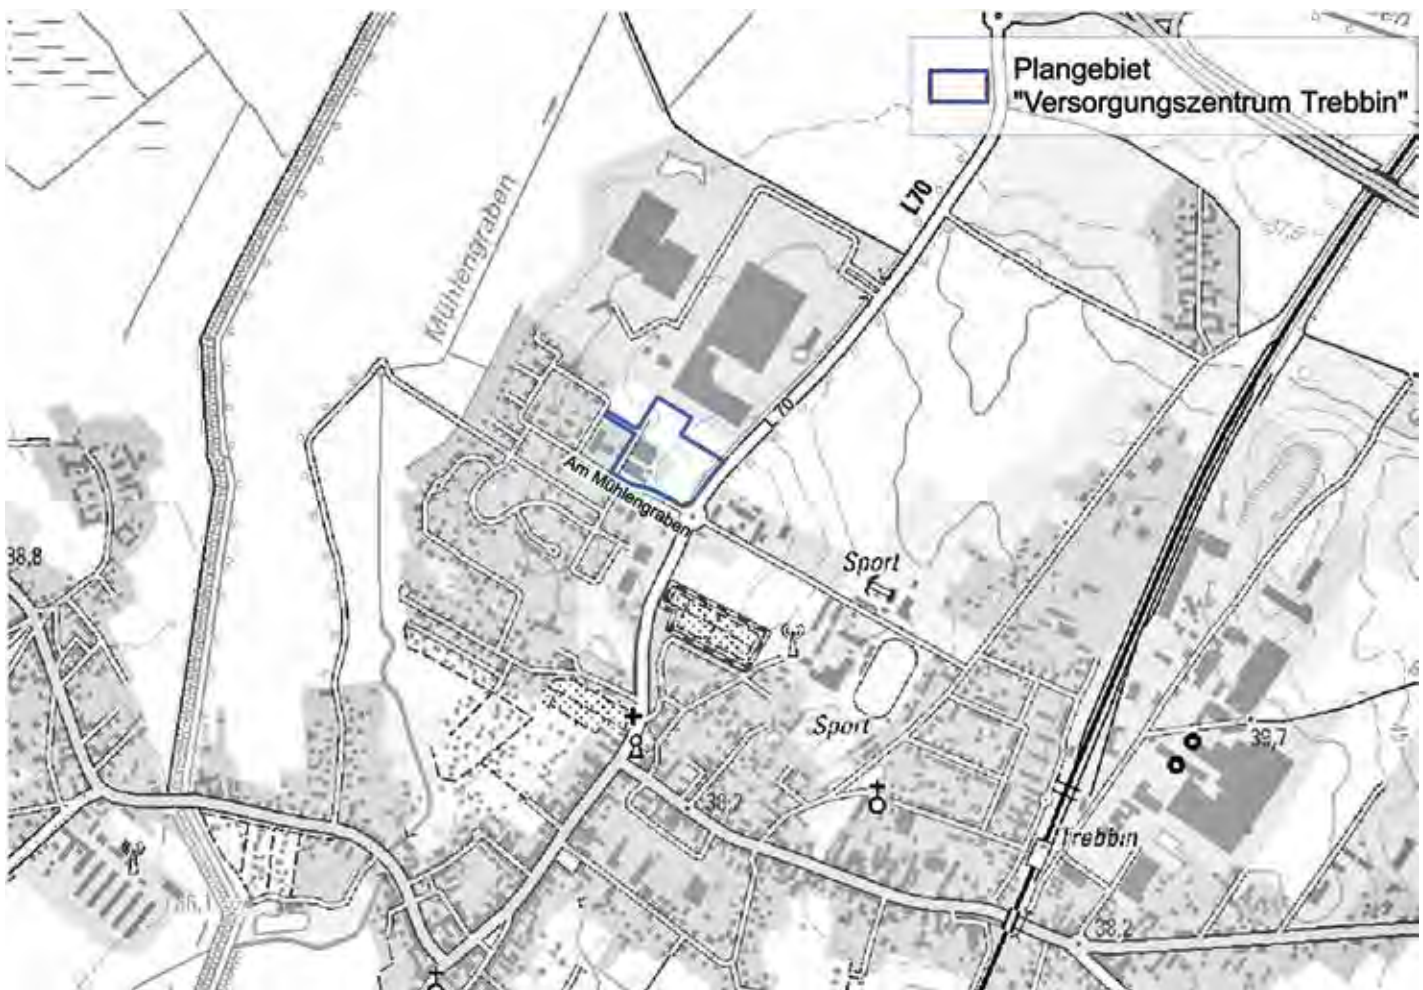 Plangebiet
"Versorgungszentrum Trebbin"
L70
Mühlengraben
70
Am Mühlengraben
38,8
Sport
Sport
39,7
38,2
Trebbin
38,2